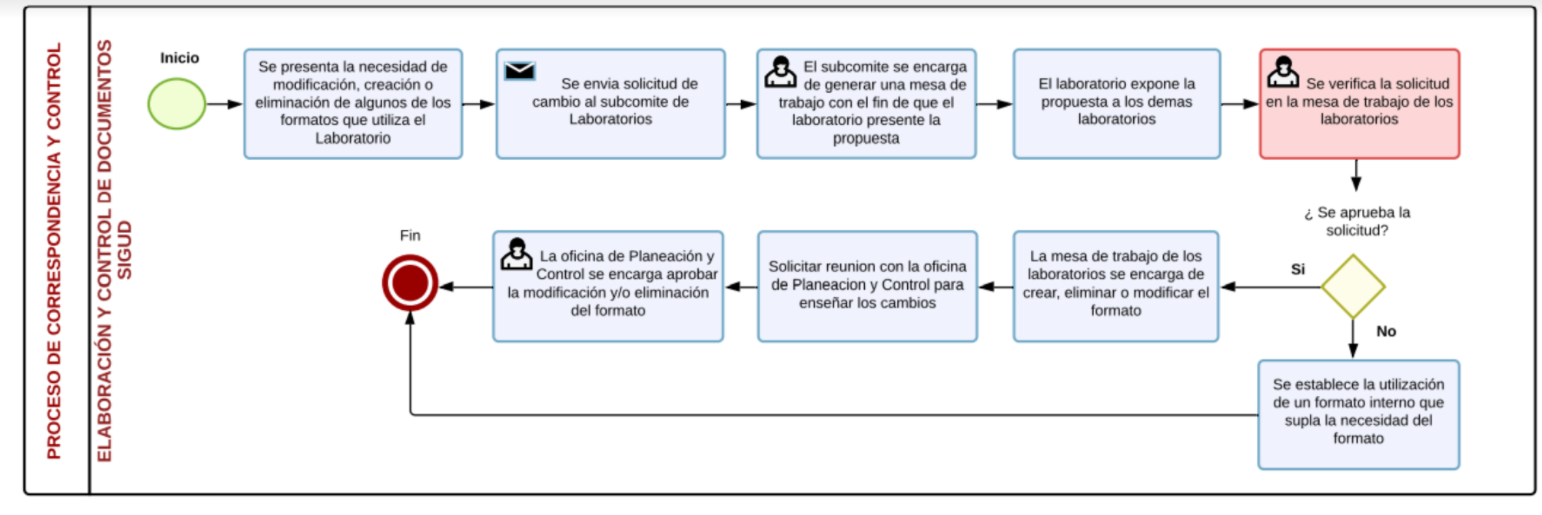 PROCESO DE CORRESPONDENCIA Y CONTROL
ELABORACIÓN Y CONTROL DE DOCUMENTOS
SIGUD
Inicio
Se presenta la necesidad de
modificación, creación o
eliminación de algunos de los
formatos que utiliza el
Laboratorio
Se envia solicitud de
cambio al subcomite de
Laboratorios
El subcomite se encarga
de generar una mesa de
trabajo con el fin de que el
laboratorio presente la
propuesta
El laboratorio expone la
propuesta a los demas
laboratorios
Se verifica la solicitud
en la mesa de trabajo de los
laboratorios
¿ Se aprueba la
solicitud?
Si
No
La mesa de trabajo de los
laboratorios se encarga de
crear, eliminar o modificar el
formato
Solicitar reunion con la oficina
de Planeacion y Control para
enseñar los cambios
La oficina de Planeación y
Control se encarga aprobar
la modificación y/o eliminación
del formato
Fin
Se establece la utilización
de un formato interno que
supla la necesidad del
formato